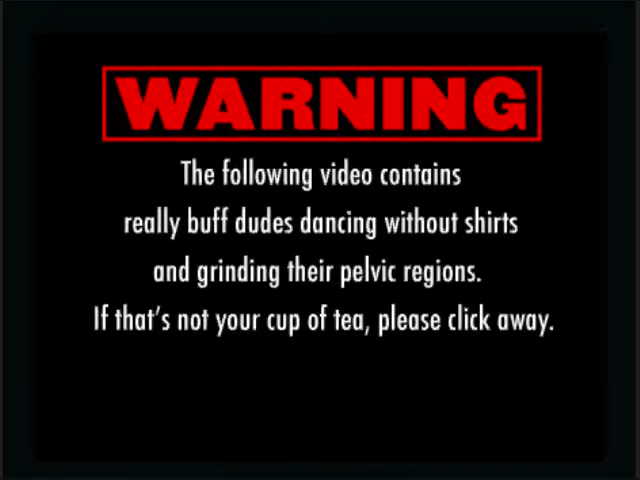 WARNING
The following video contains
really buff dudes dancing without shirts
and grinding their pelvic regions.
If that's not your cup of tea, please click away.